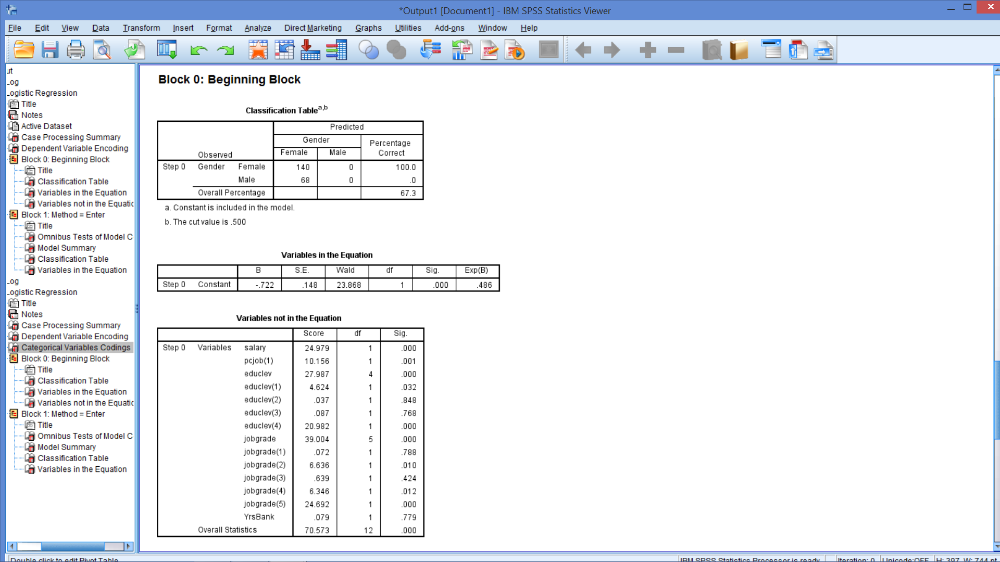 *Output1 [Document1] - IBM SPSS Statistics Viewer
File Edit View Data Transform Insert Format Analyze Direct Marketing Graphs Utilities Add-ons Window Help
ut
Log
Logistic Regression
Title
Notes
Active Dataset
Case Processing Summary
Dependent Variable Encoding
Block 0: Beginning Block
Title
Classification Table
Variables in the Equation
Variables not in the Equatic
Block 1: Method = Enter
Title
Omnibus Tests of Model C
Model Summary
Classification Table
Variables in the Equation
Log
Logistic Regression
Title
Notes
Case Processing Summary
Dependent Variable Encoding
Categorical Variables Codings
Block 0: Beginning Block
Title
Classification Table
Variables in the Equation
Variables not in the Equatic
Block 1: Method = Enter
Title
Omnibus Tests of Model C
Model Summary
Classification Table
Variables in the Equation
Block 0: Beginning Block
Classification Table a,b
Predicted
Gender Percentage Correct
Observed Female Male
Step 0 Gender Female 140 0 100.0
Male 68 0 .0
Overall Percentage 67.3
a. Constant is included in the model.
b. The cut value is .500
Variables in the Equation
B S.E. Wald df Sig. Exp(B)
Step 0 Constant -.722 .148 23.868 1 .000 .486
Variables not in the Equation
Score df Sig.
Step 0 Variables salary 24.979 1 .000
pcjob(1) 10.156 1 .001
educlev 27.987 4 .000
educlev(1) 4.624 1 .032
educlev(2) .037 1 .848
educlev(3) .087 1 .768
educlev(4) 20.982 1 .000
jobgrade 39.004 5 .000
jobgrade(1) .072 1 .788
jobgrade(2) 6.636 1 .010
jobgrade(3) .639 1 .424
jobgrade(4) 6.346 1 .012
jobgrade(5) 24.692 1 .000
YrsBank .079 1 .779
Overall Statistics 70.573 12 .000
Double click to edit Pivot Table IBM SPSS Statistics Processor is ready Iteration: 0 Unicode:OFF H: 397, W: 744 pt